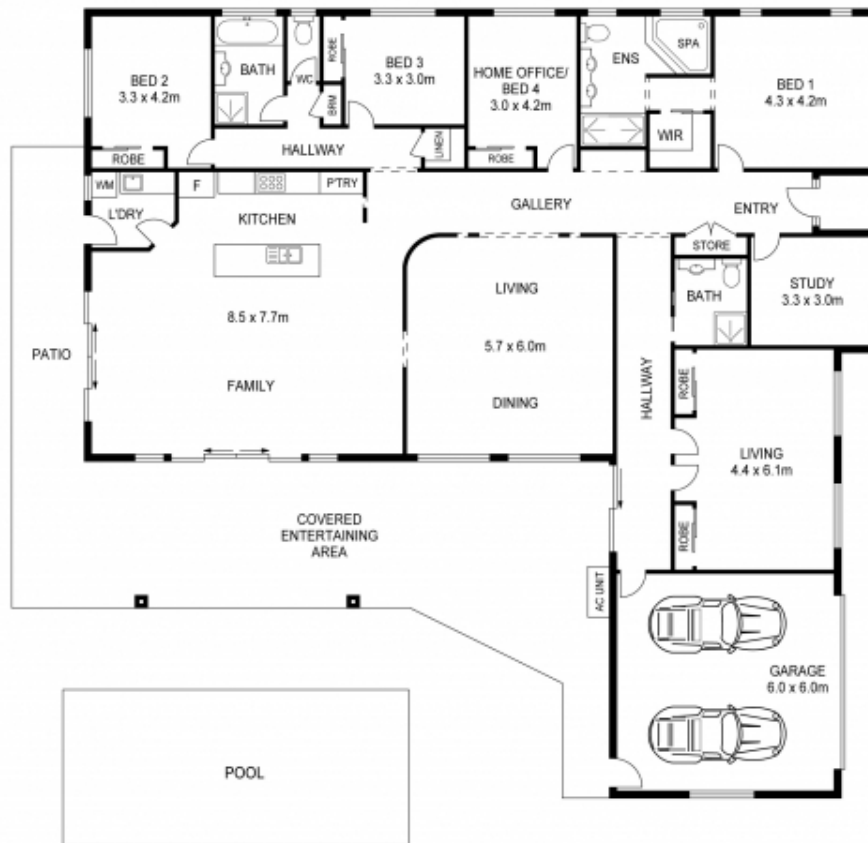 BED 2
3.3 x 4.2m
BATH
WC
ROBE
BRM
BED 3
3.3 x 3.0m
HOME OFFICE/
BED 4
3.0 x 4.2m
ENS
SPA
BED 1
4.3 x 4.2m
WIR
ROBE
HALLWAY
LINEN
ROBE
WM
L'DRY
F
P'TRY
KITCHEN
GALLERY
ENTRY
STORE
BATH
STUDY
3.3 x 3.0m
LIVING
8.5 x 7.7m
5.7 x 6.0m
PATIO
FAMILY
DINING
HALLWAY
ROBE
LIVING
4.4 x 6.1m
ROBE
COVERED
ENTERTAINING
AREA
AC UNIT
GARAGE
6.0 x 6.0m
POOL